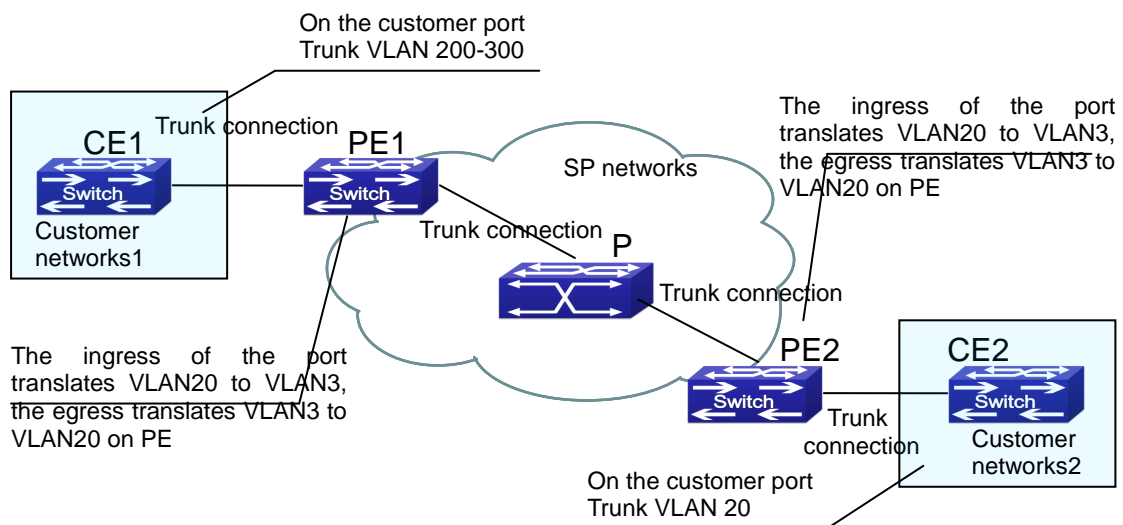 On the customer port
Trunk VLAN 200-300
Trunk connection
CE1
Switch
Customer
networks1
PE1
Switch
SP networks
The ingress of the port
translates VLAN20 to VLAN3,
the egress translates VLAN3 to
VLAN20 on PE
Trunk connection
P
Trunk connection
The ingress of the port
translates VLAN20 to VLAN3,
the egress translates VLAN3 to
VLAN20 on PE
PE2
Switch
Trunk
connection
CE2
Switch
Customer
networks2
On the customer port
Trunk VLAN 20